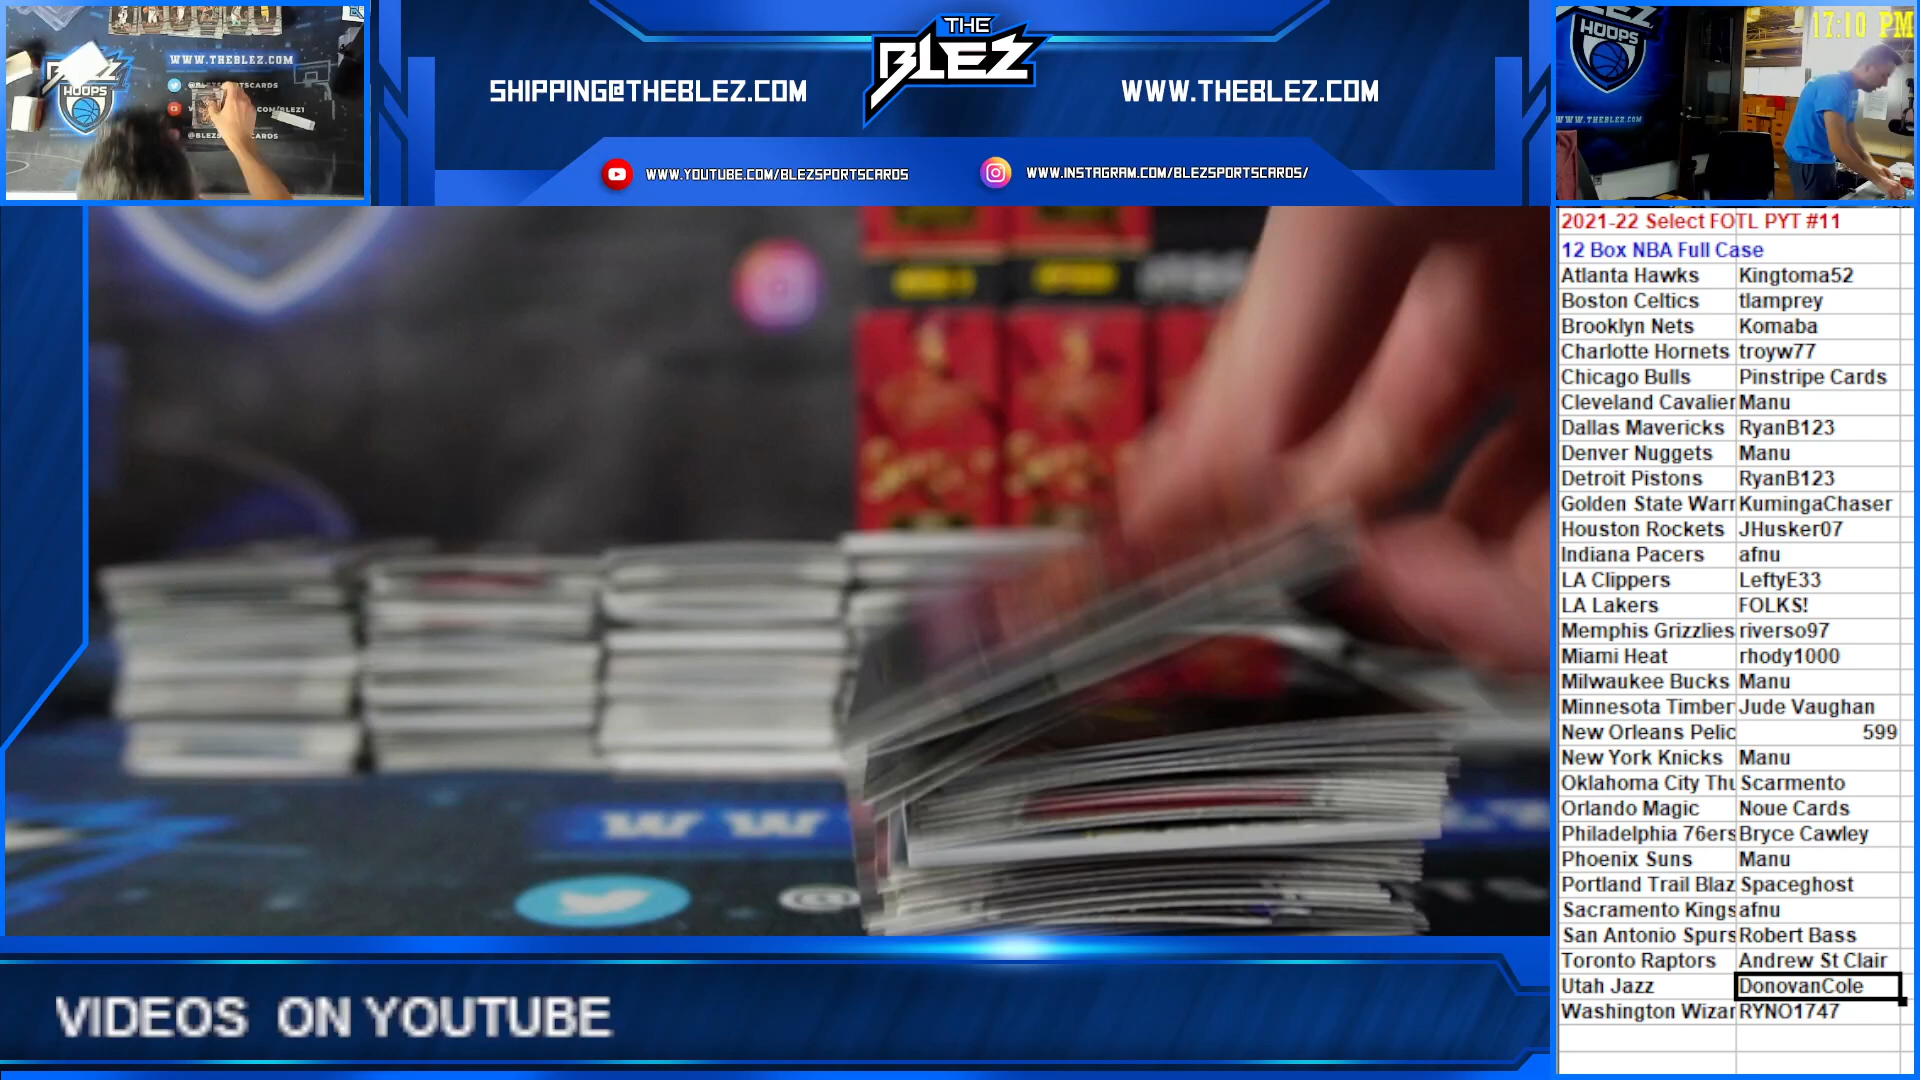 HOOPS
WWW.THEBLEZ.COM
SHIPPING@THEBLEZ.COM
THE
BLEZ
WWW.THEBLEZ.COM
WWW.YOUTUBE.COM/BLEZSPORTSCARDS
WWW.INSTAGRAM.COM/BLEZSPORTSCARDS/
HOOPS
WWW.THEBLEZ.COM
17:10 PM
2021-22 Select FOTL PYT #11
12 Box NBA Full Case
Atlanta Hawks Kingtoma52
Boston Celtics tlamprey
Brooklyn Nets Komaba
Charlotte Hornets troyw77
Chicago Bulls Pinstripe Cards
Cleveland Cavalier Manu
Dallas Mavericks RyanB123
Denver Nuggets Manu
Detroit Pistons RyanB123
Golden State Warr KumingaChaser
Houston Rockets JHusker07
Indiana Pacers afnu
LA Clippers LeftyE33
LA Lakers FOLKS!
Memphis Grizzlies riverso97
Miami Heat rhody1000
Milwaukee Bucks Manu
Minnesota Timber Jude Vaughan
New Orleans Pelic 599
New York Knicks Manu
Oklahoma City Thu Scarmento
Orlando Magic Noue Cards
Philadelphia 76ers Bryce Cawley
Phoenix Suns Manu
Portland Trail Blaz Spaceghost
Sacramento Kings afnu
San Antonio Spurs Robert Bass
Toronto Raptors Andrew St Clair
Utah Jazz DonovanCole
Washington Wizar RYNO1747
W W
VIDEOS ON YOUTUBE